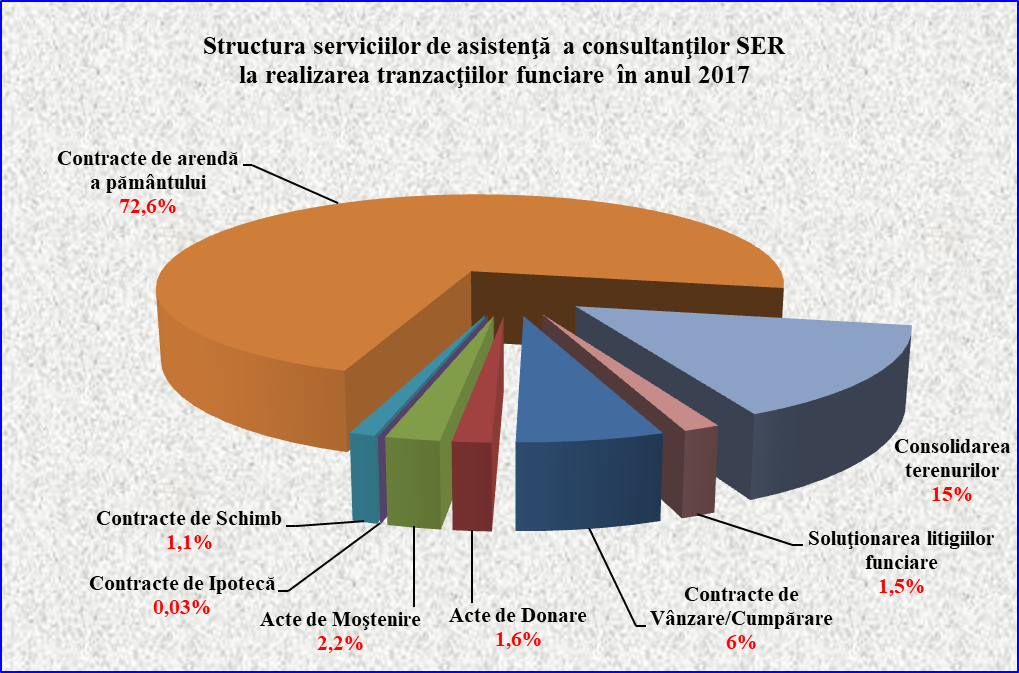 Structura serviciilor de asistenţă a consultanţilor SER
la realizarea tranzacţiilor funciare în anul 2017
Contracte de arendă
a pământului
72,6%
Consolidarea
terenurilor
15%
Soluţionarea litigiilor
funciare
1,5%
Contracte de
Vânzare/Cumpărare
6%
Acte de Donare
1,6%
Acte de Moştenire
2,2%
Contracte de Ipotecă
0,03%
Contracte de Schimb
1,1%